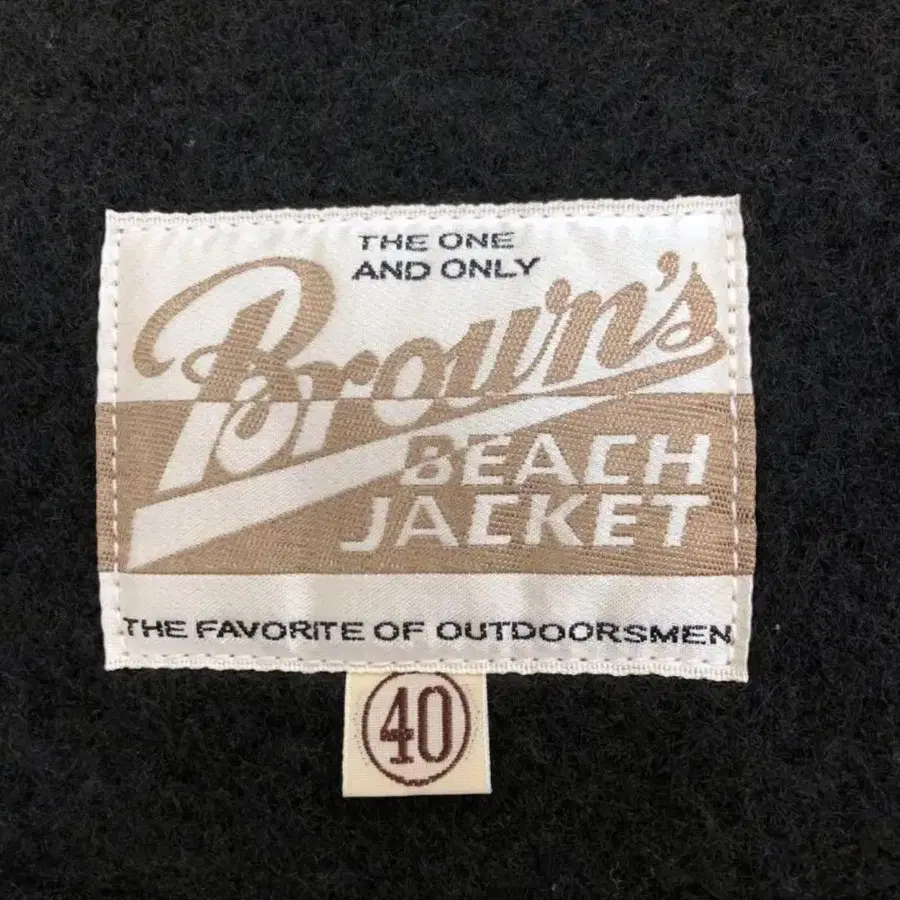 THE ONE
AND ONLY
Brown's
BEACH
JACKET
THE FAVORITE OF OUTDOORSMEN
40